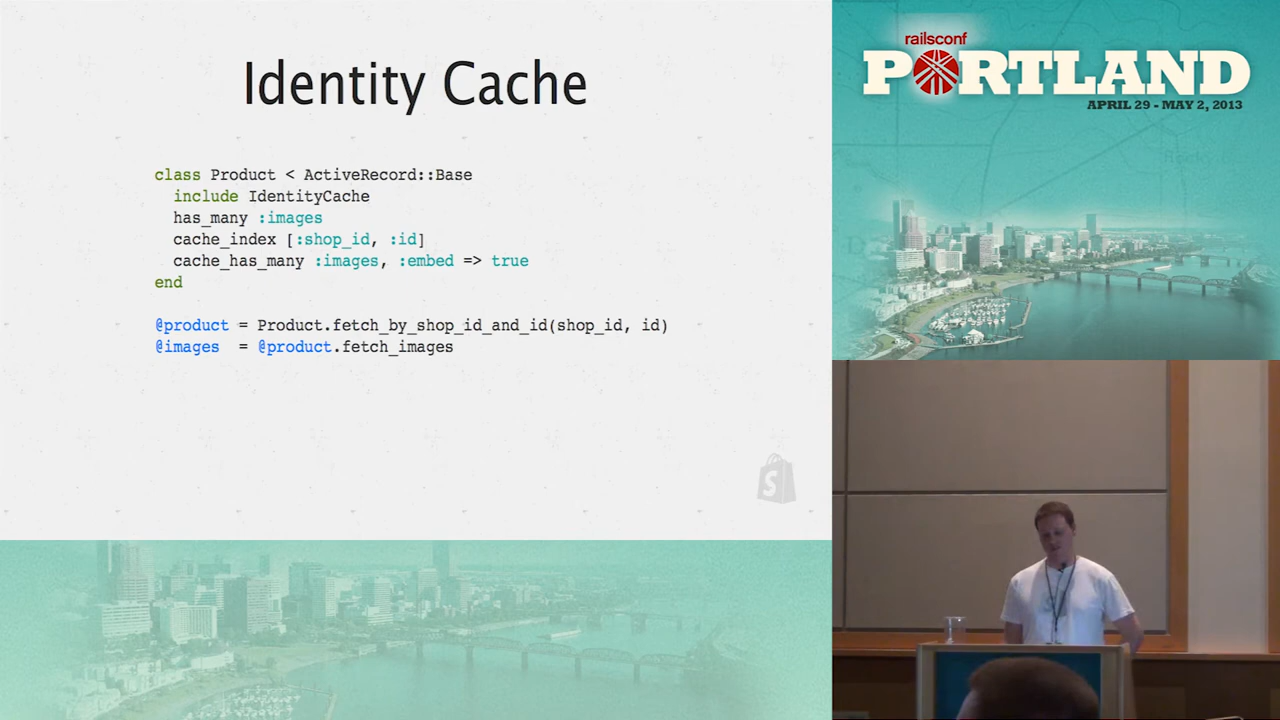 Identity Cache
class Product < ActiveRecord::Base
  include IdentityCache
  has_many :images
  cache_index [:shop_id, :id]
  cache_has_many :images, :embed => true
end
@product = Product.fetch_by_shop_id_and_id(shop_id, id)
@images  = @product.fetch_images
S
railsconf
PORTLAND
APRIL 29 - MAY 2, 2013